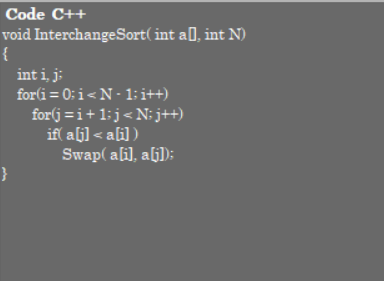 Code C++
void InterchangeSort( int a[], int N)
{
int i, j;
for(i = 0; i < N - 1; i++)
for(j = i + 1; j < N; j++)
if( a[j] < a[i] )
Swap( a[i], a[j]);
}